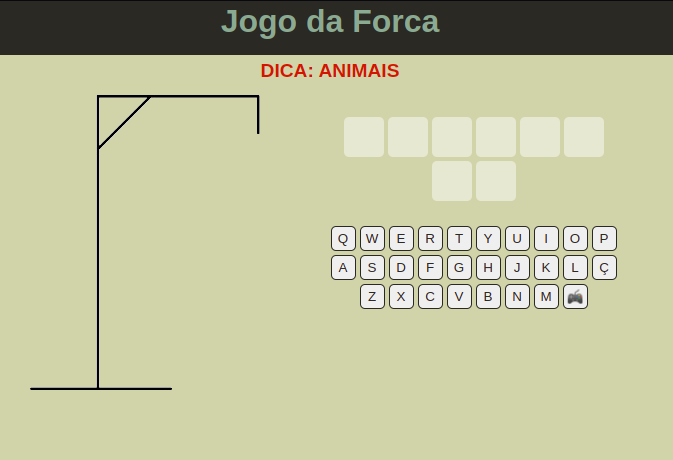 Jogo da Forca
DICA: ANIMAIS
Q W E R T Y U I O P
A S D F G H J K L Ç
Z X C V B N M